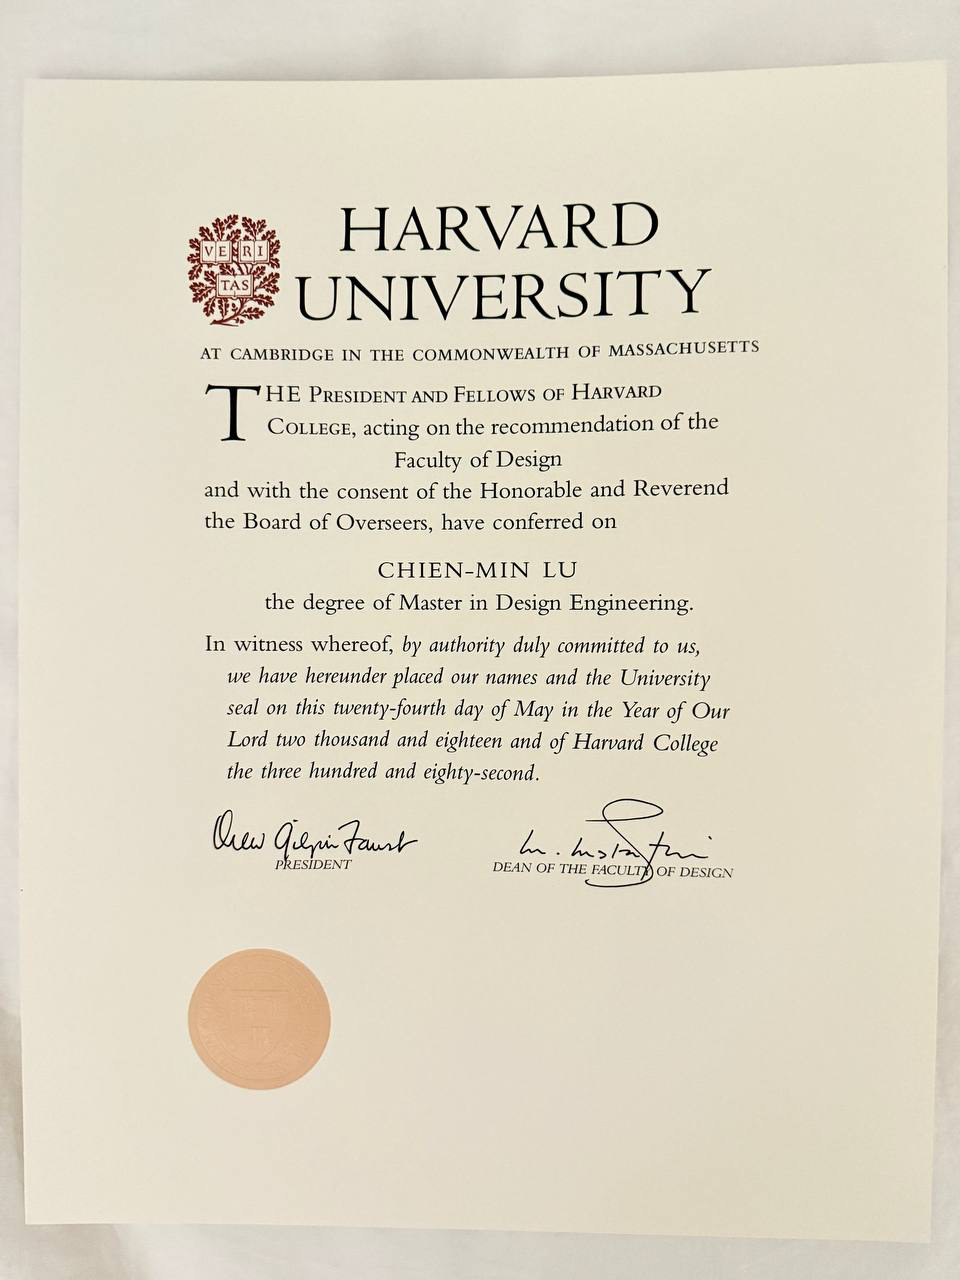 VE RI
TAS
HARVARD
UNIVERSITY
AT CAMBRIDGE IN THE COMMONWEALTH OF MASSACHUSETTS
THE PRESIDENT AND FELLOWS OF HARVARD
COLLEGE, acting on the recommendation of the
Faculty of Design
and with the consent of the Honorable and Reverend
the Board of Overseers, have conferred on
CHIEN-MIN LU
the degree of Master in Design Engineering.
In witness whereof, by authority duly committed to us,
we have hereunder placed our names and the University
seal on this twenty-fourth day of May in the Year of Our
Lord two thousand and eighteen and of Harvard College
the three hundred and eighty-second.
Drew Gilpin Faust
PRESIDENT
DEAN OF THE FACULTY OF DESIGN